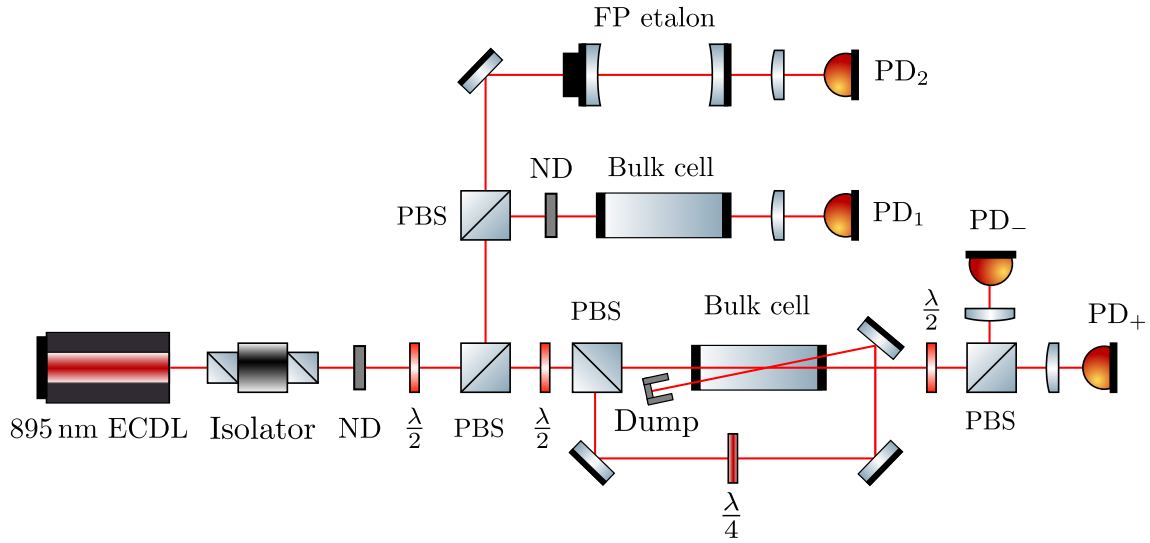 FP etalon
PD₂
ND
Bulk cell
PBS
PD₁
PD₋
λ/2
PBS
Bulk cell
PD₊
895 nm ECDL
Isolator
ND
λ/2
PBS
λ/2
Dump
PBS
λ/4